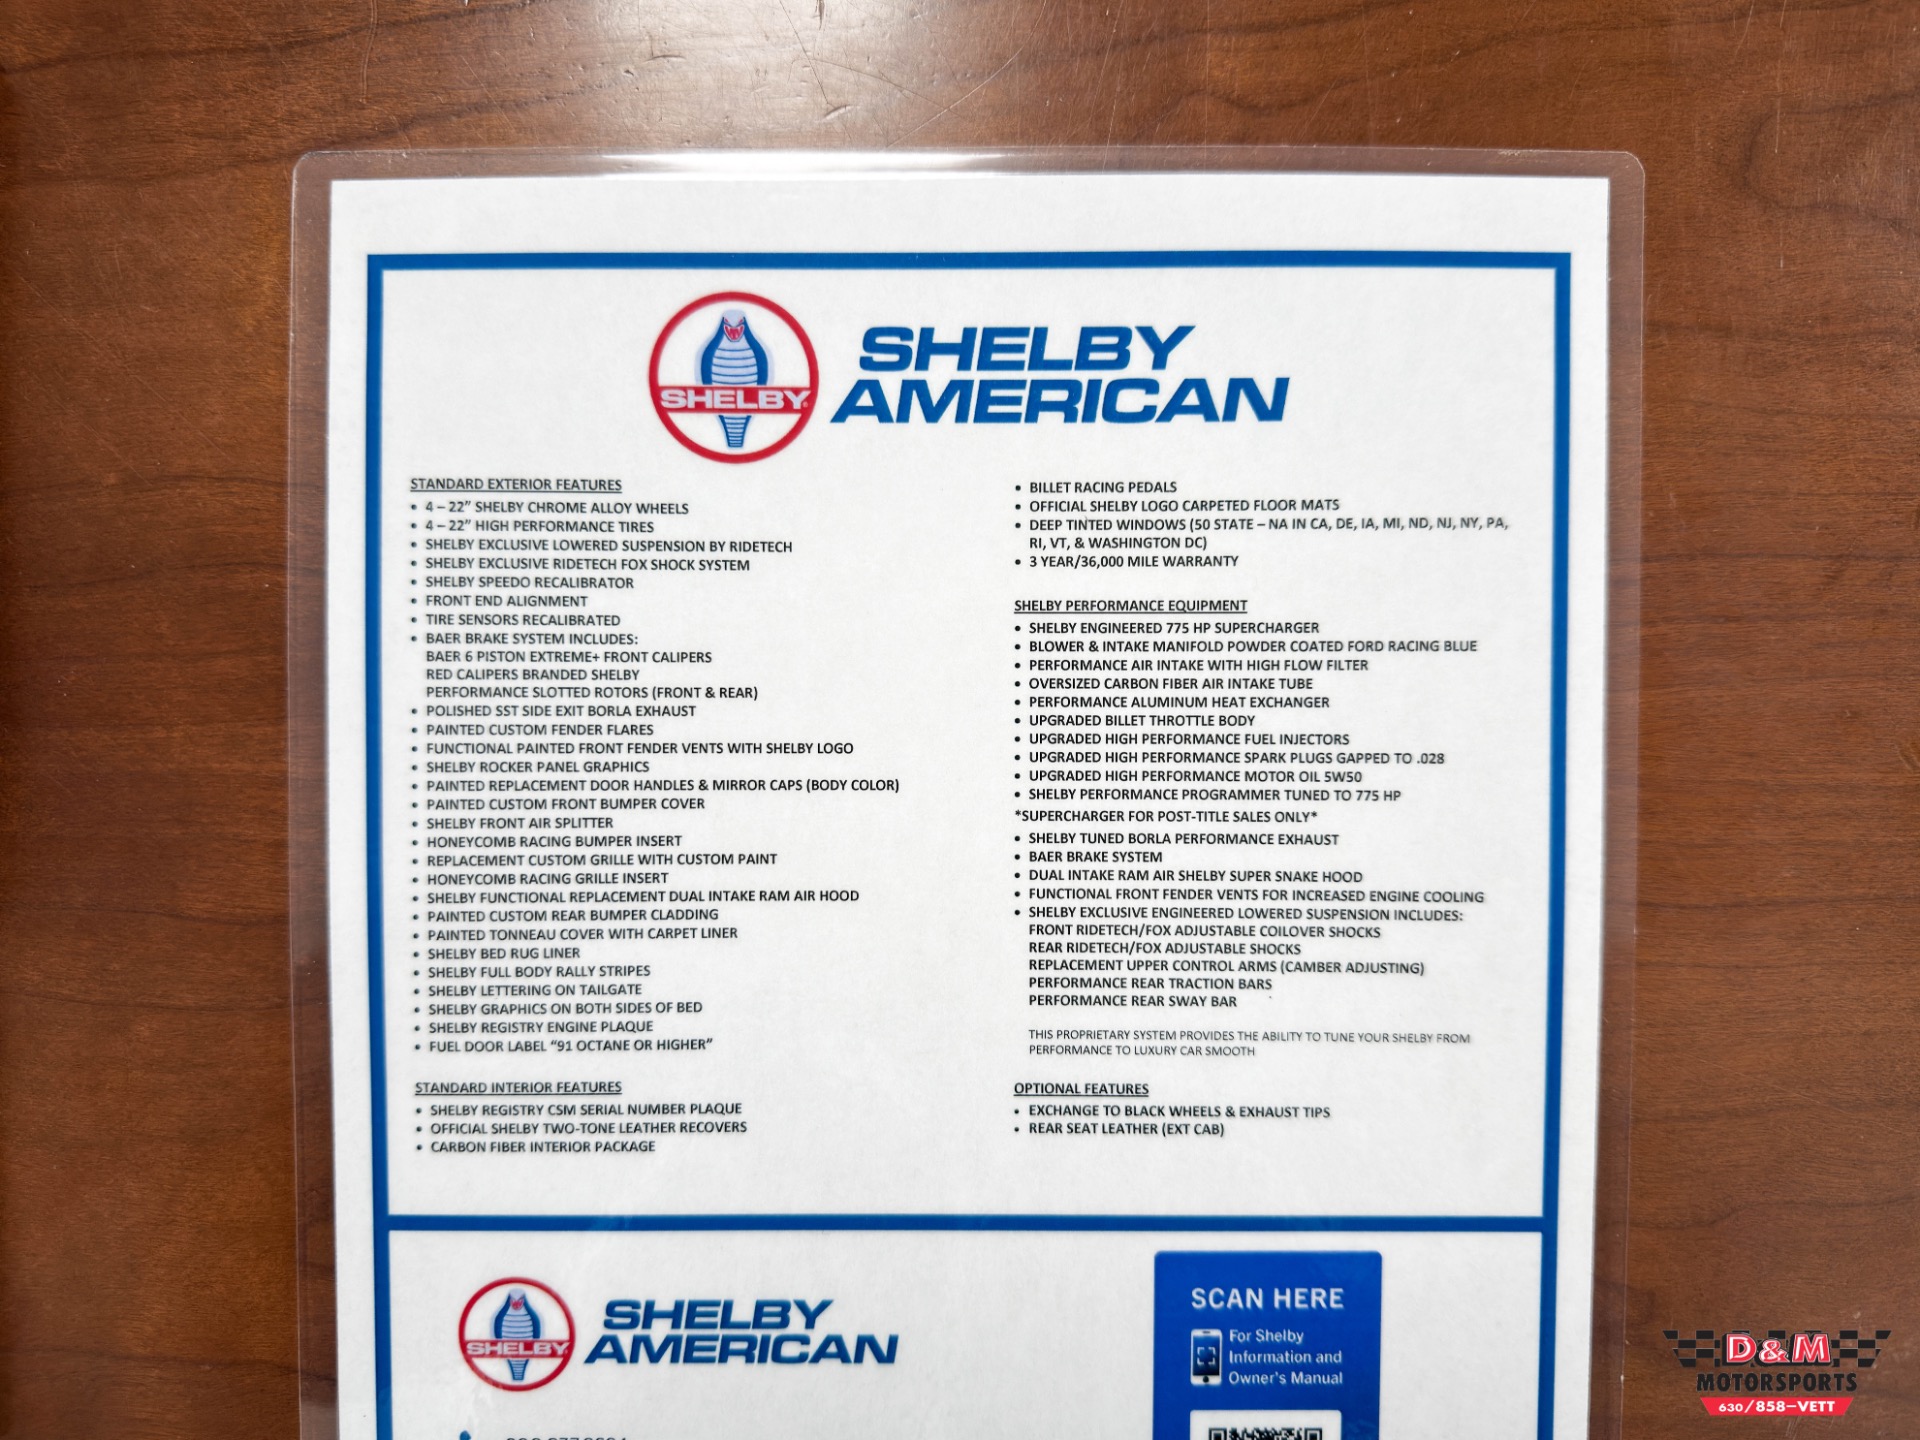 SHELBY
SHELBY
AMERICAN
STANDARD EXTERIOR FEATURES
• 4 – 22” SHELBY CHROME ALLOY WHEELS
• 4 – 22” HIGH PERFORMANCE TIRES
• SHELBY EXCLUSIVE LOWERED SUSPENSION BY RIDETECH
• SHELBY EXCLUSIVE RIDETECH FOX SHOCK SYSTEM
• SHELBY SPEEDO RECALIBRATOR
• FRONT END ALIGNMENT
• TIRE SENSORS RECALIBRATED
• BAER BRAKE SYSTEM INCLUDES:
BAER 6 PISTON EXTREME+ FRONT CALIPERS
RED CALIPERS BRANDED SHELBY
PERFORMANCE SLOTTED ROTORS (FRONT & REAR)
• POLISHED SST SIDE EXIT BORLA EXHAUST
• PAINTED CUSTOM FENDER FLARES
• FUNCTIONAL PAINTED FRONT FENDER VENTS WITH SHELBY LOGO
• SHELBY ROCKER PANEL GRAPHICS
• PAINTED REPLACEMENT DOOR HANDLES & MIRROR CAPS (BODY COLOR)
• PAINTED CUSTOM FRONT BUMPER COVER
• SHELBY FRONT AIR SPLITTER
• HONEYCOMB RACING BUMPER INSERT
• REPLACEMENT CUSTOM GRILLE WITH CUSTOM PAINT
• HONEYCOMB RACING GRILLE INSERT
• SHELBY FUNCTIONAL REPLACEMENT DUAL INTAKE RAM AIR HOOD
• PAINTED CUSTOM REAR BUMPER CLADDING
• PAINTED TONNEAU COVER WITH CARPET LINER
• SHELBY BED RUG LINER
• SHELBY FULL BODY RALLY STRIPES
• SHELBY LETTERING ON TAILGATE
• SHELBY GRAPHICS ON BOTH SIDES OF BED
• SHELBY REGISTRY ENGINE PLAQUE
• FUEL DOOR LABEL “91 OCTANE OR HIGHER”
STANDARD INTERIOR FEATURES
• SHELBY REGISTRY CSM SERIAL NUMBER PLAQUE
• OFFICIAL SHELBY TWO-TONE LEATHER RECOVERS
• CARBON FIBER INTERIOR PACKAGE
• BILLET RACING PEDALS
• OFFICIAL SHELBY LOGO CARPETED FLOOR MATS
• DEEP TINTED WINDOWS (50 STATE – NA IN CA, DE, IA, MI, ND, NJ, NY, PA,
RI, VT, & WASHINGTON DC)
• 3 YEAR/36,000 MILE WARRANTY
SHELBY PERFORMANCE EQUIPMENT
• SHELBY ENGINEERED 775 HP SUPERCHARGER
• BLOWER & INTAKE MANIFOLD POWDER COATED FORD RACING BLUE
• PERFORMANCE AIR INTAKE WITH HIGH FLOW FILTER
• OVERSIZED CARBON FIBER AIR INTAKE TUBE
• PERFORMANCE ALUMINUM HEAT EXCHANGER
• UPGRADED BILLET THROTTLE BODY
• UPGRADED HIGH PERFORMANCE FUEL INJECTORS
• UPGRADED HIGH PERFORMANCE SPARK PLUGS GAPPED TO .028
• UPGRADED HIGH PERFORMANCE MOTOR OIL 5W50
• SHELBY PERFORMANCE PROGRAMMER TUNED TO 775 HP
*SUPERCHARGER FOR POST-TITLE SALES ONLY*
• SHELBY TUNED BORLA PERFORMANCE EXHAUST
• BAER BRAKE SYSTEM
• DUAL INTAKE RAM AIR SHELBY SUPER SNAKE HOOD
• FUNCTIONAL FRONT FENDER VENTS FOR INCREASED ENGINE COOLING
• SHELBY EXCLUSIVE ENGINEERED LOWERED SUSPENSION INCLUDES:
FRONT RIDETECH/FOX ADJUSTABLE COILOVER SHOCKS
REAR RIDETECH/FOX ADJUSTABLE SHOCKS
REPLACEMENT UPPER CONTROL ARMS (CAMBER ADJUSTING)
PERFORMANCE REAR TRACTION BARS
PERFORMANCE REAR SWAY BAR
THIS PROPRIETARY SYSTEM PROVIDES THE ABILITY TO TUNE YOUR SHELBY FROM
PERFORMANCE TO LUXURY CAR SMOOTH
OPTIONAL FEATURES
• EXCHANGE TO BLACK WHEELS & EXHAUST TIPS
• REAR SEAT LEATHER (EXT CAB)
SHELBY
SHELBY
AMERICAN
SCAN HERE
For Shelby
Information and
Owner's Manual
D&M
MOTORSPORTS
630/858-VETT